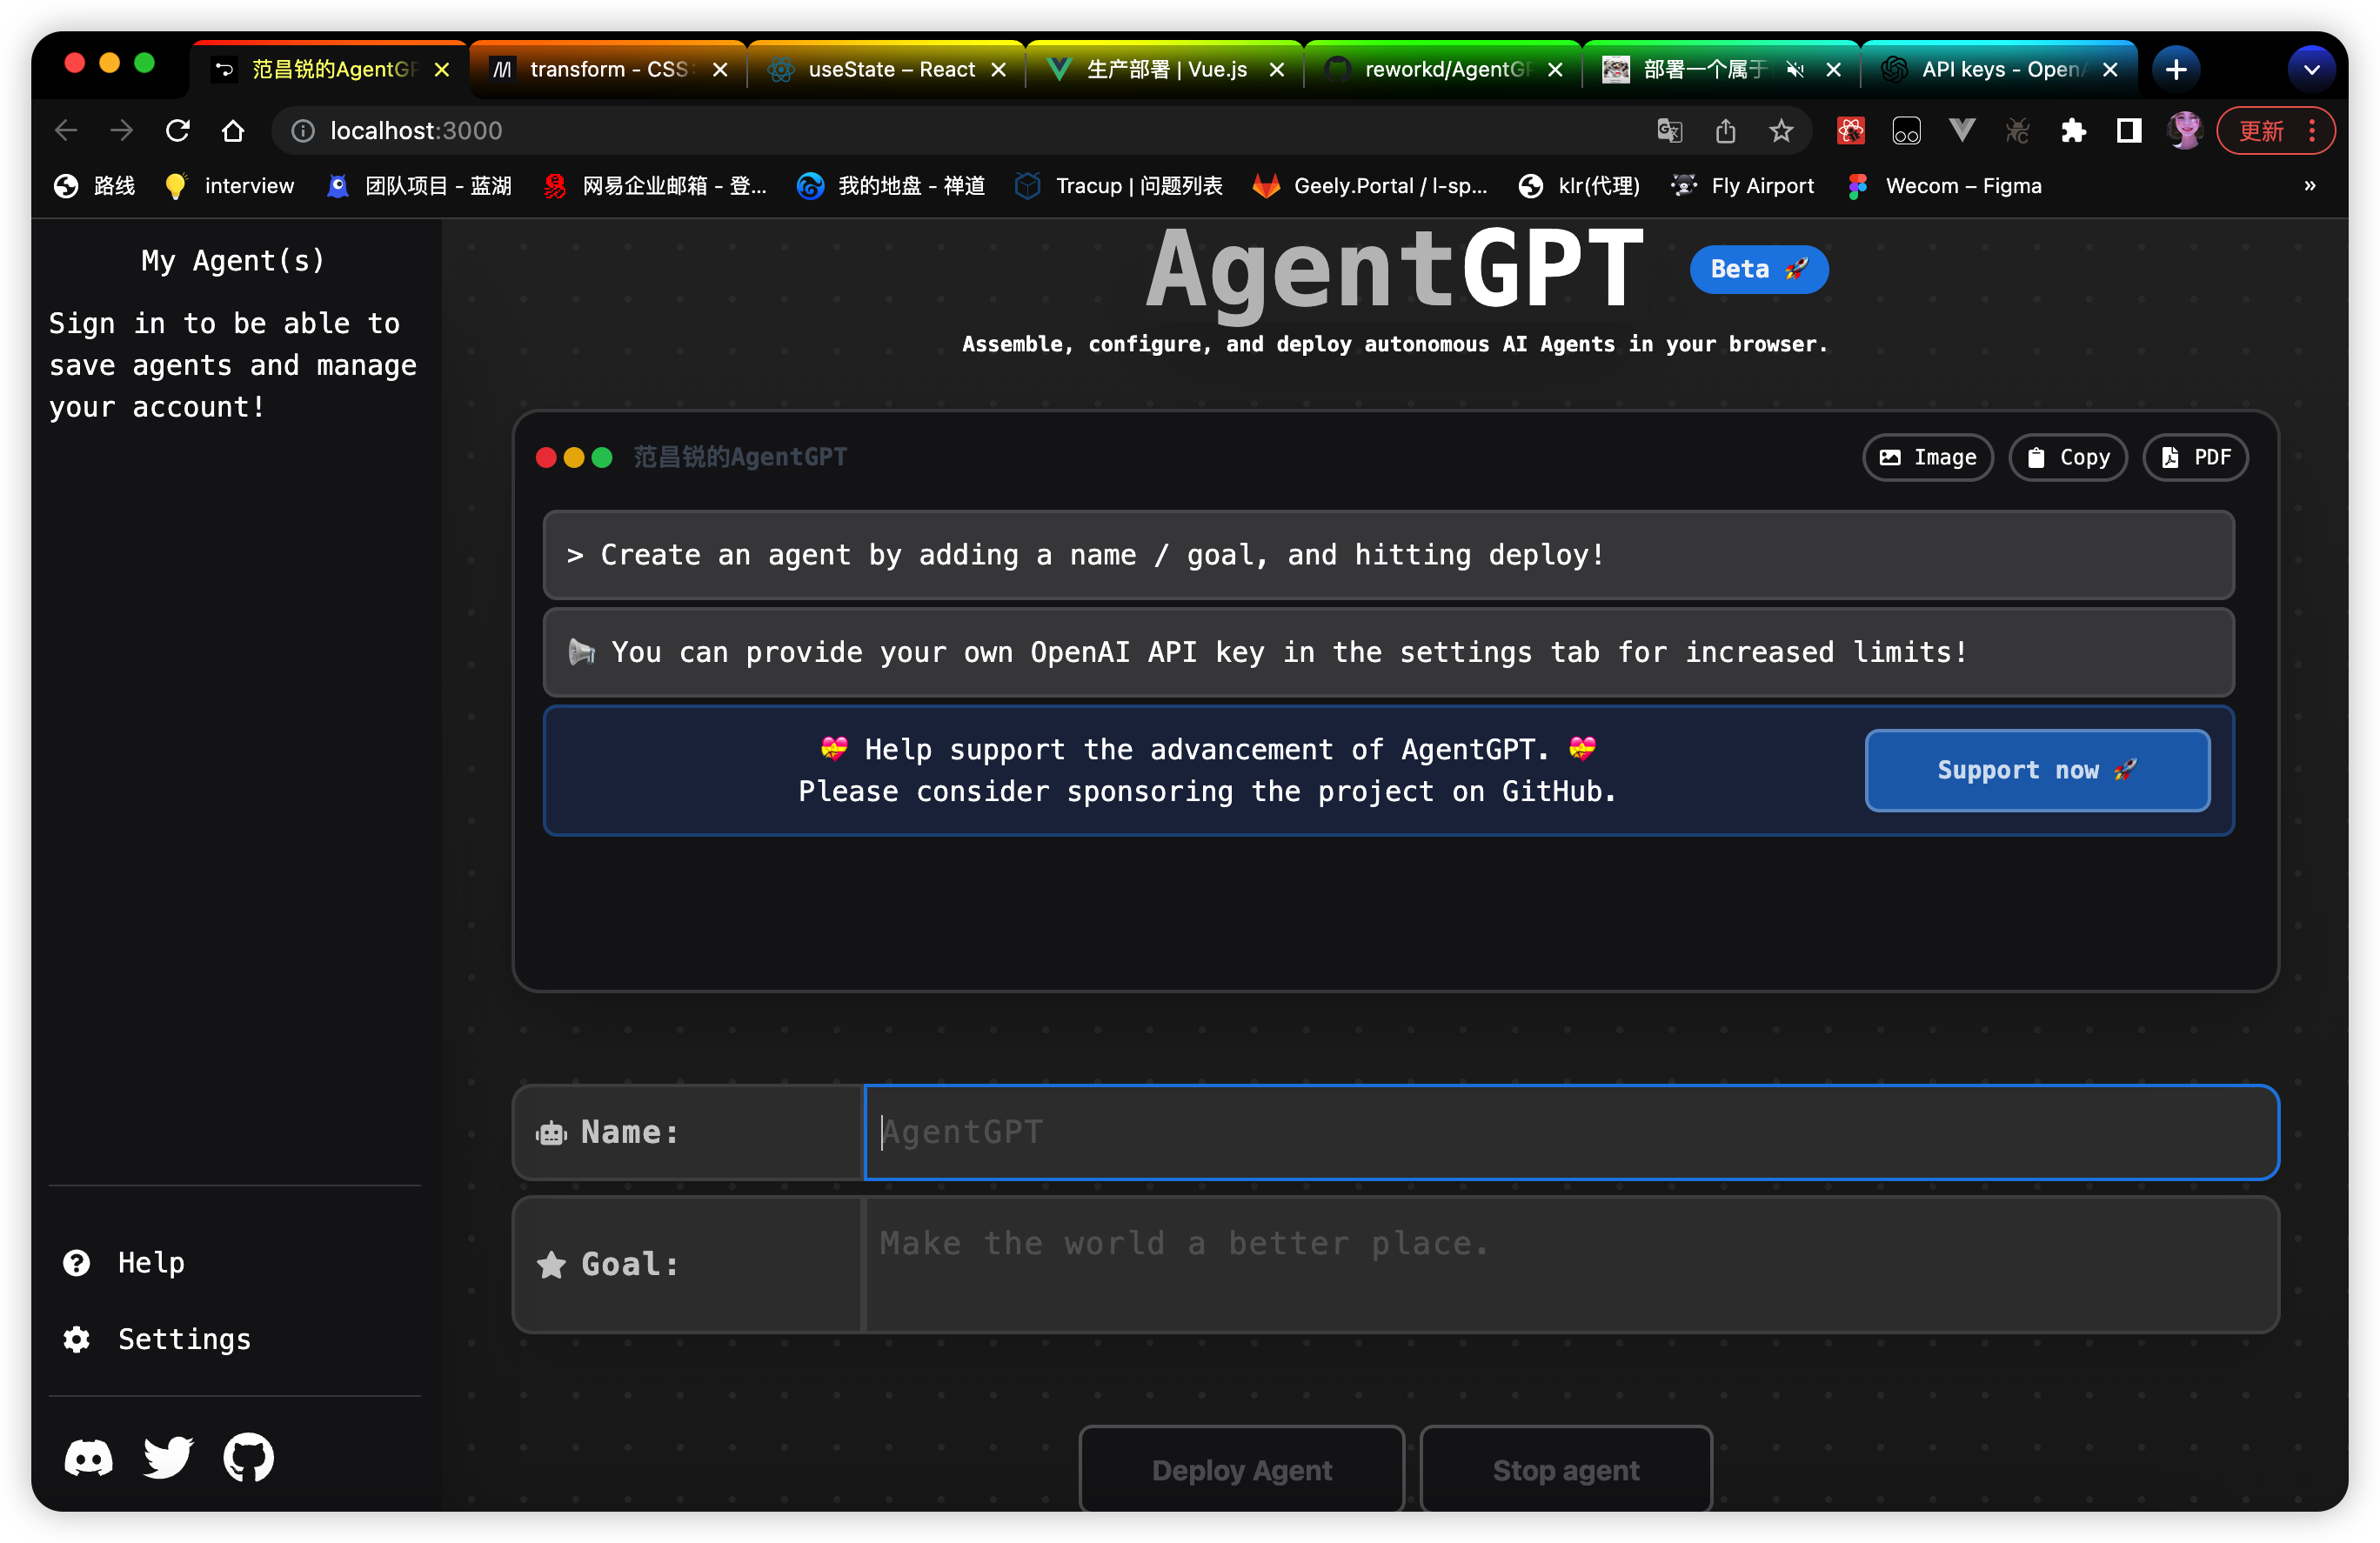 范昌锐的AgentGP
transform - CSS
useState – React
生产部署 | Vue.js
reworkd/AgentG
部署一个属于
API keys - OpenA
localhost:3000
更新
路线
interview
团队项目 - 蓝湖
网易企业邮箱 - 登...
我的地盘 - 禅道
Tracup | 问题列表
Geely.Portal / l-sp...
klr(代理)
Fly Airport
Wecom – Figma
»
My Agent(s)
Sign in to be able to
save agents and manage
your account!
AgentGPT
Beta 🚀
Assemble, configure, and deploy autonomous AI Agents in your browser.
范昌锐的AgentGPT
Image
Copy
PDF
> Create an agent by adding a name / goal, and hitting deploy!
📢 You can provide your own OpenAI API key in the settings tab for increased limits!
💝 Help support the advancement of AgentGPT. 💝
Please consider sponsoring the project on GitHub.
Support now 🚀
Name:
AgentGPT
Goal:
Make the world a better place.
Help
Settings
Deploy Agent
Stop agent